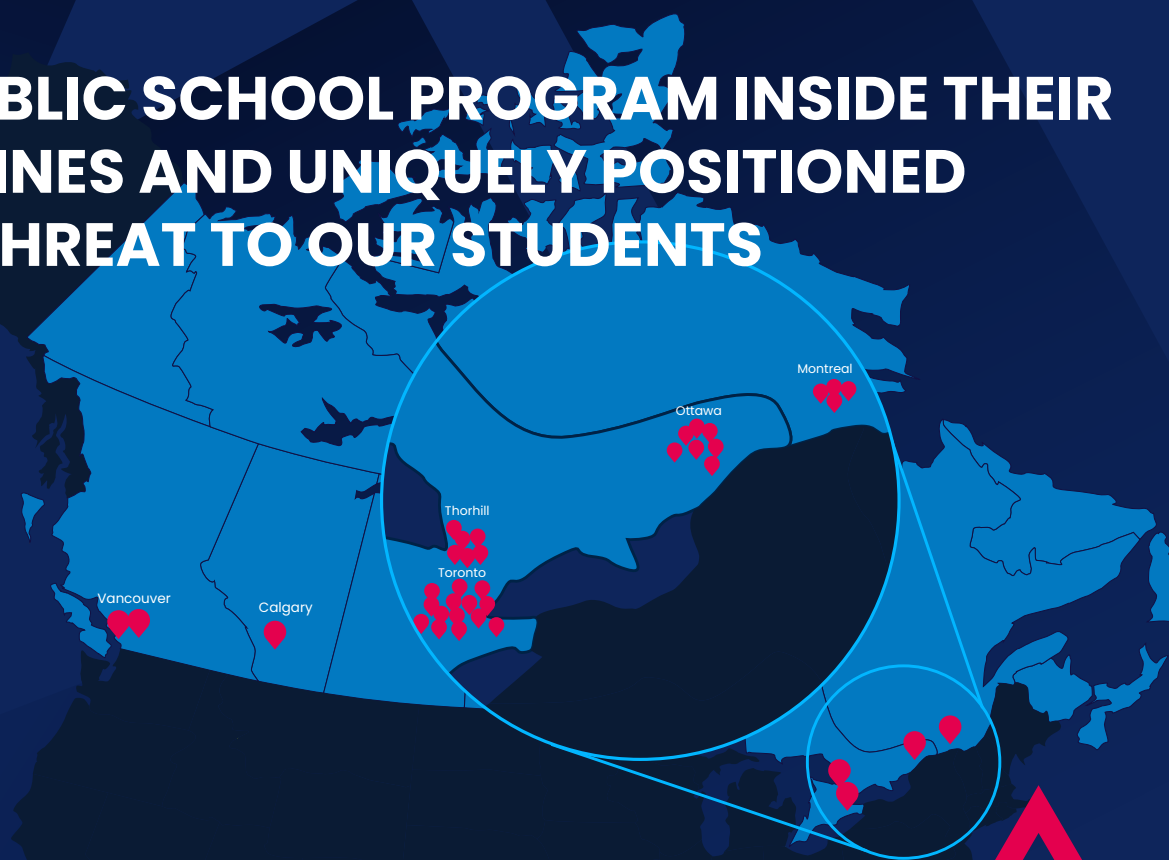 BLIC SCHOOL PROGRAM INSIDE THEIR
INES AND UNIQUELY POSITIONED
HREAT TO OUR STUDENTS
Montreal
Ottawa
Thorhill
Toronto
Vancouver
Calgary